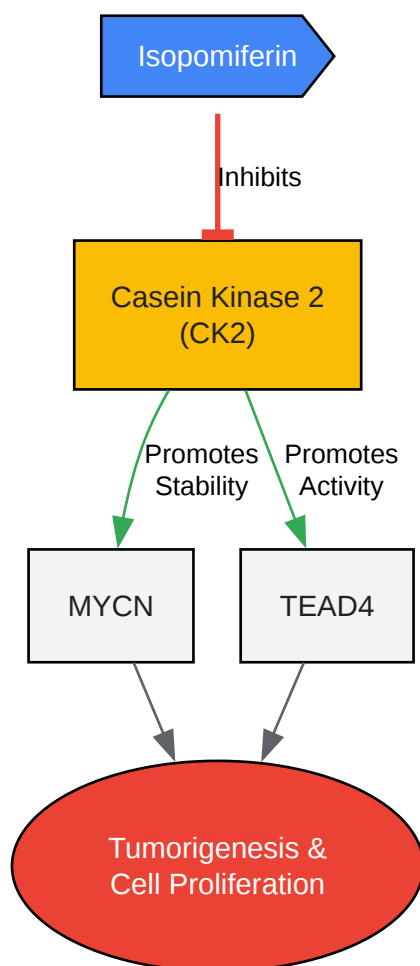 Isopomiferin
Inhibits
Casein Kinase 2
(CK2)
Promotes
Stability
Promotes
Activity
MYCN
TEAD4
Tumorigenesis &
Cell Proliferation